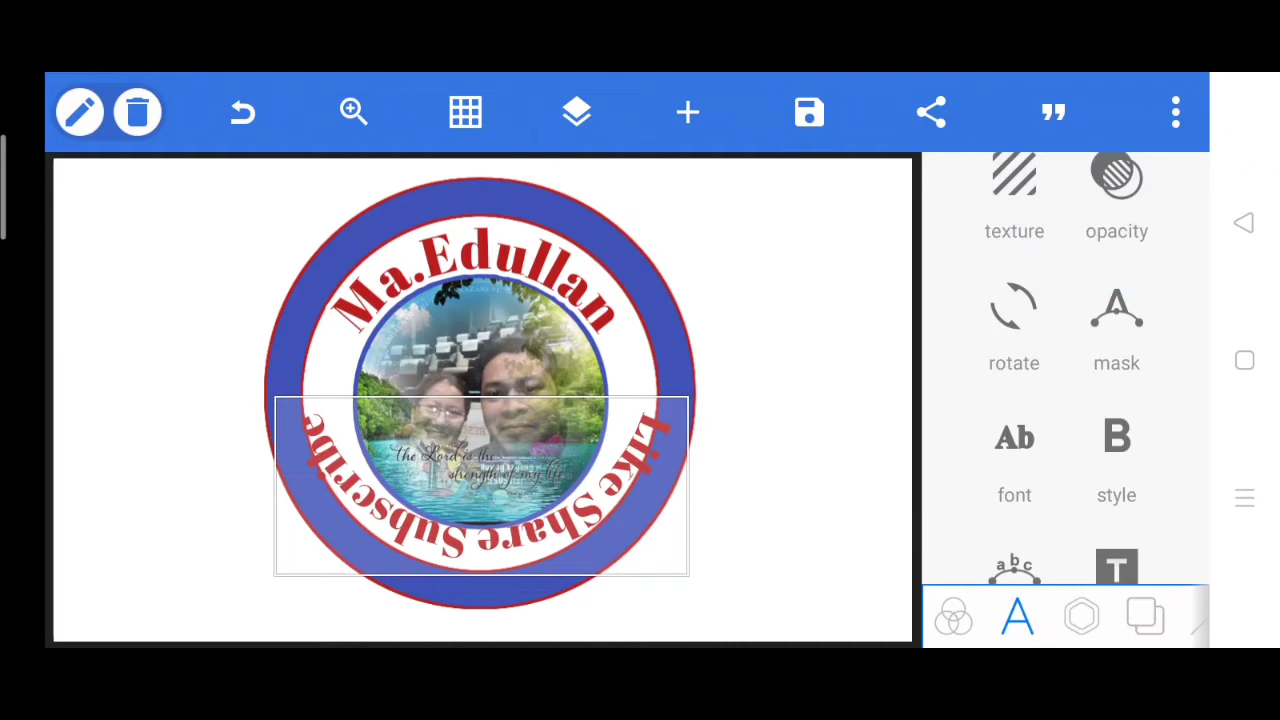 Ma.Edullan
the Lord is the
strength of my life
Like Share Subscribe
texture
opacity
rotate
mask
Ab
B
font
style
abc
T